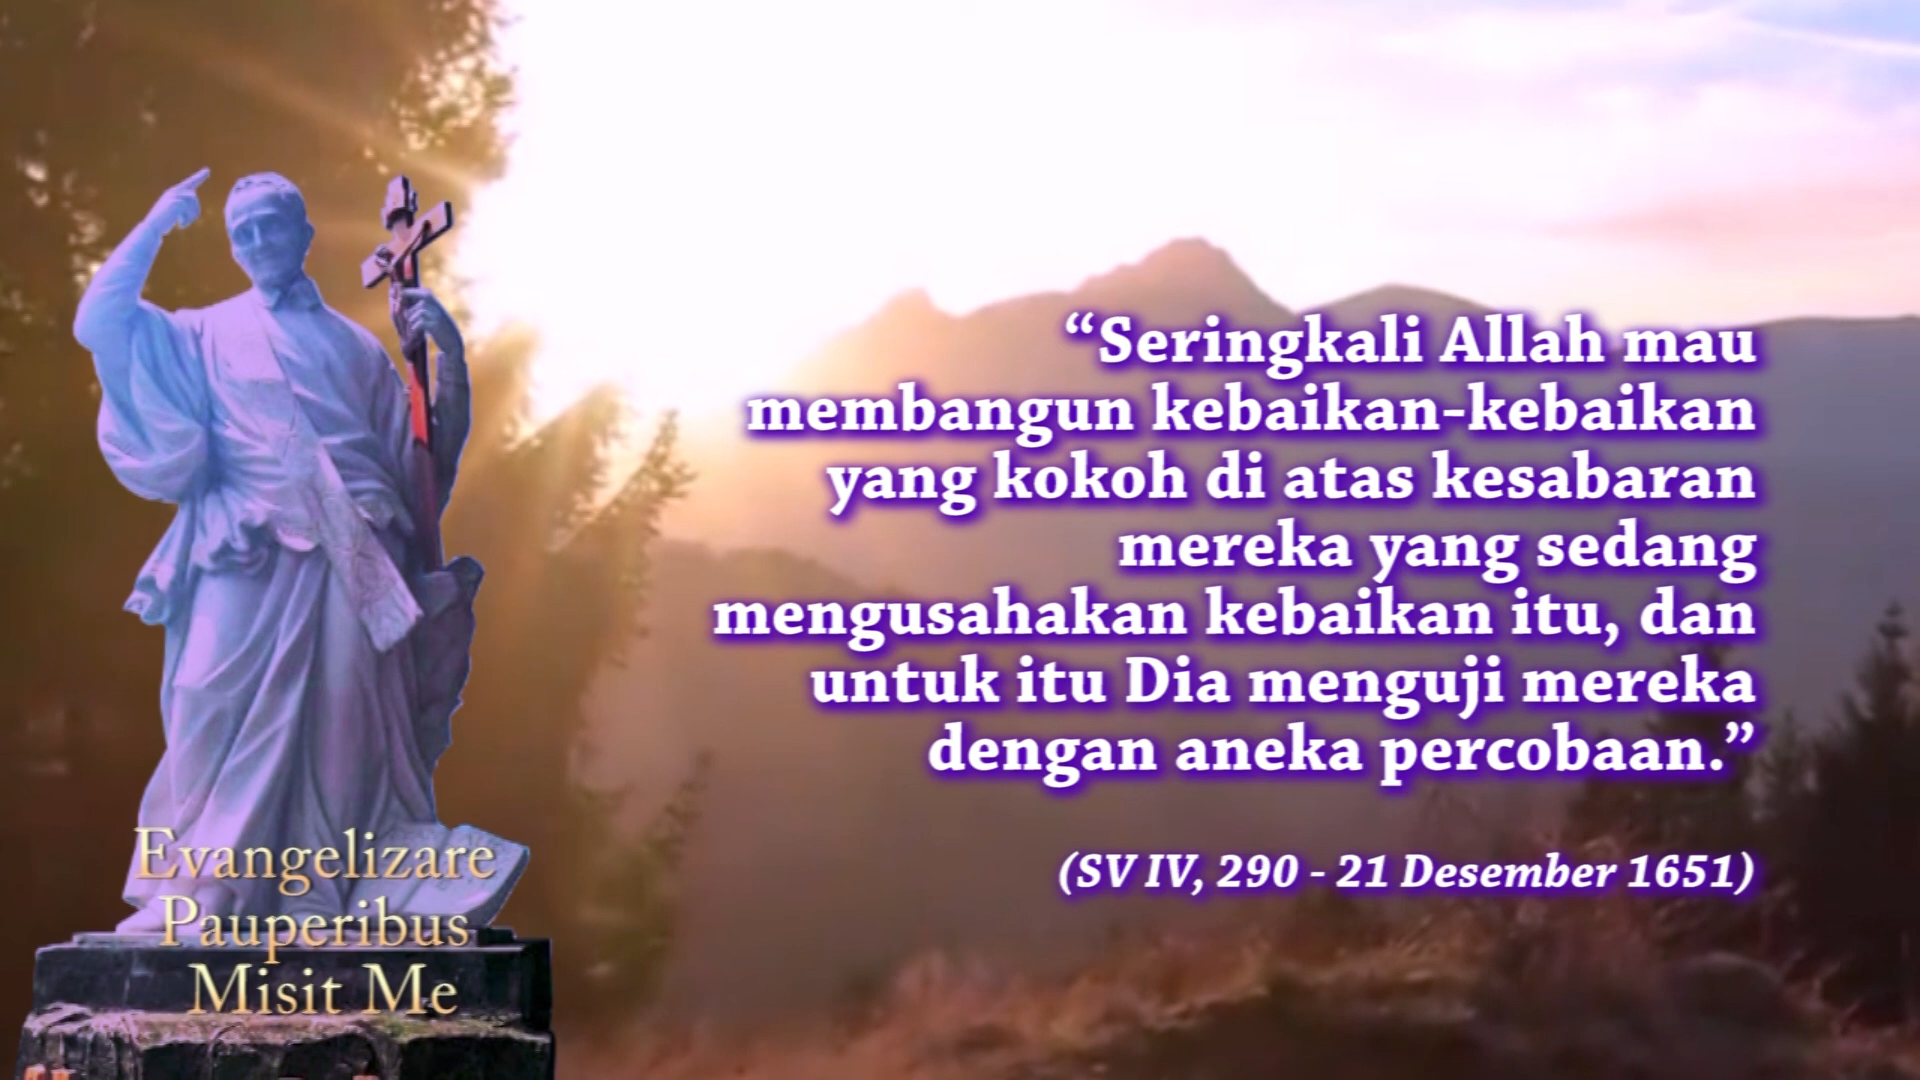 “Seringkali Allah mau
membangun kebaikan-kebaikan
yang kokoh di atas kesabaran
mereka yang sedang
mengusahakan kebaikan itu, dan
untuk itu Dia menguji mereka
dengan aneka percobaan.”
(SV IV, 290 - 21 Desember 1651)
Evangelizare
Pauperibus
Misit Me